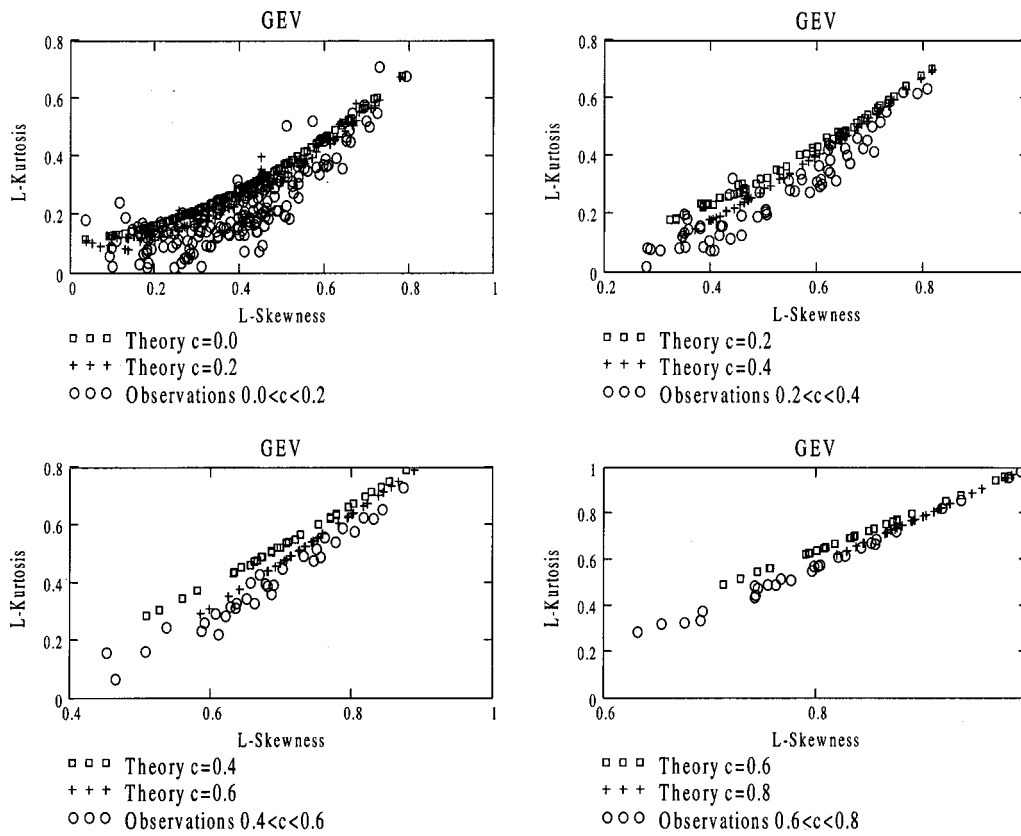 GEV
0.8
0.6
0.4
0.2
0
L-Kurtosis
0
0.2
0.4
0.6
0.8
1
L-Skewness
Theory c=0.0
Theory c=0.2
Observations 0.0<c<0.2
GEV
0.8
0.6
0.4
0.2
0
L-Kurtosis
0.2
0.4
0.6
0.8
L-Skewness
Theory c=0.2
Theory c=0.4
Observations 0.2<c<0.4
GEV
0.8
0.6
0.4
0.2
0
L-Kurtosis
0.4
0.6
0.8
1
L-Skewness
Theory c=0.4
Theory c=0.6
Observations 0.4<c<0.6
GEV
1
0.8
0.6
0.4
0.2
0
L-Kurtosis
0.6
0.8
L-Skewness
Theory c=0.6
Theory c=0.8
Observations 0.6<c<0.8